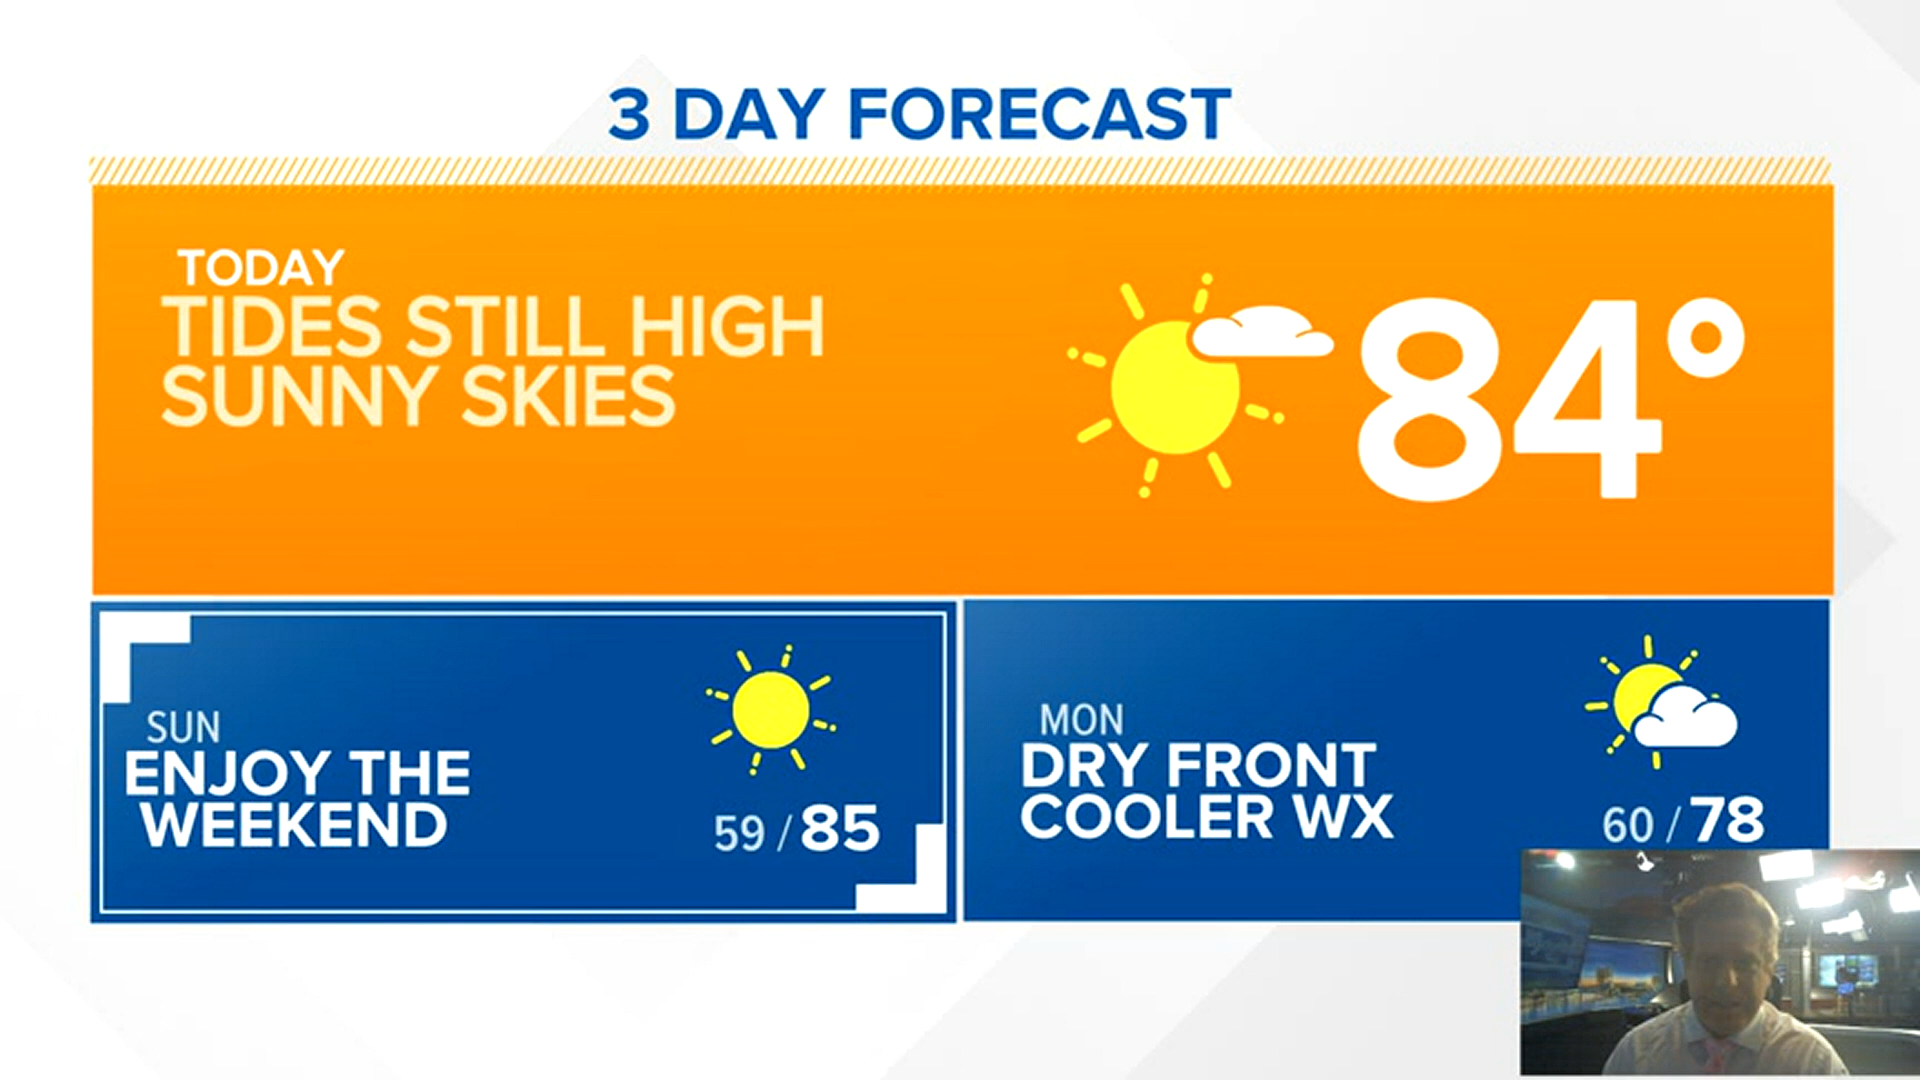 3 DAY FORECAST
TODAY
TIDES STILL HIGH
SUNNY SKIES
84°
SUN
ENJOY THE
WEEKEND
59 / 85
MON
DRY FRONT
COOLER WX
60 / 78